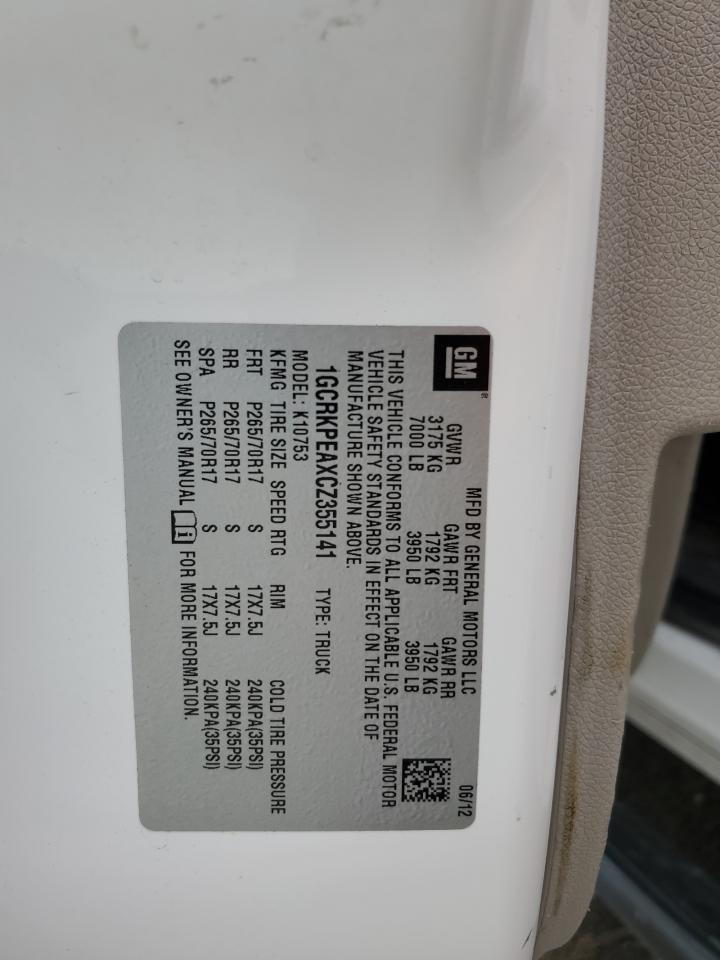 GM®
MFD BY GENERAL MOTORS LLC 06/12
GVWR GAWR FRT GAWR RR
3175 KG 1792 KG 1792 KG
7000 LB 3950 LB 3950 LB
THIS VEHICLE CONFORMS TO ALL APPLICABLE U.S. FEDERAL MOTOR
VEHICLE SAFETY STANDARDS IN EFFECT ON THE DATE OF
MANUFACTURE SHOWN ABOVE.
1GCRKPEAXCZ355141 TYPE: TRUCK
MODEL: K10753
KFMG TIRE SIZE SPEED RTG RIM COLD TIRE PRESSURE
FRT P265/70R17 S 17X7.5J 240KPA(35PSI)
RR P265/70R17 S 17X7.5J 240KPA(35PSI)
SPA P265/70R17 S 17X7.5J 240KPA(35PSI)
SEE OWNER'S MANUAL i FOR MORE INFORMATION.